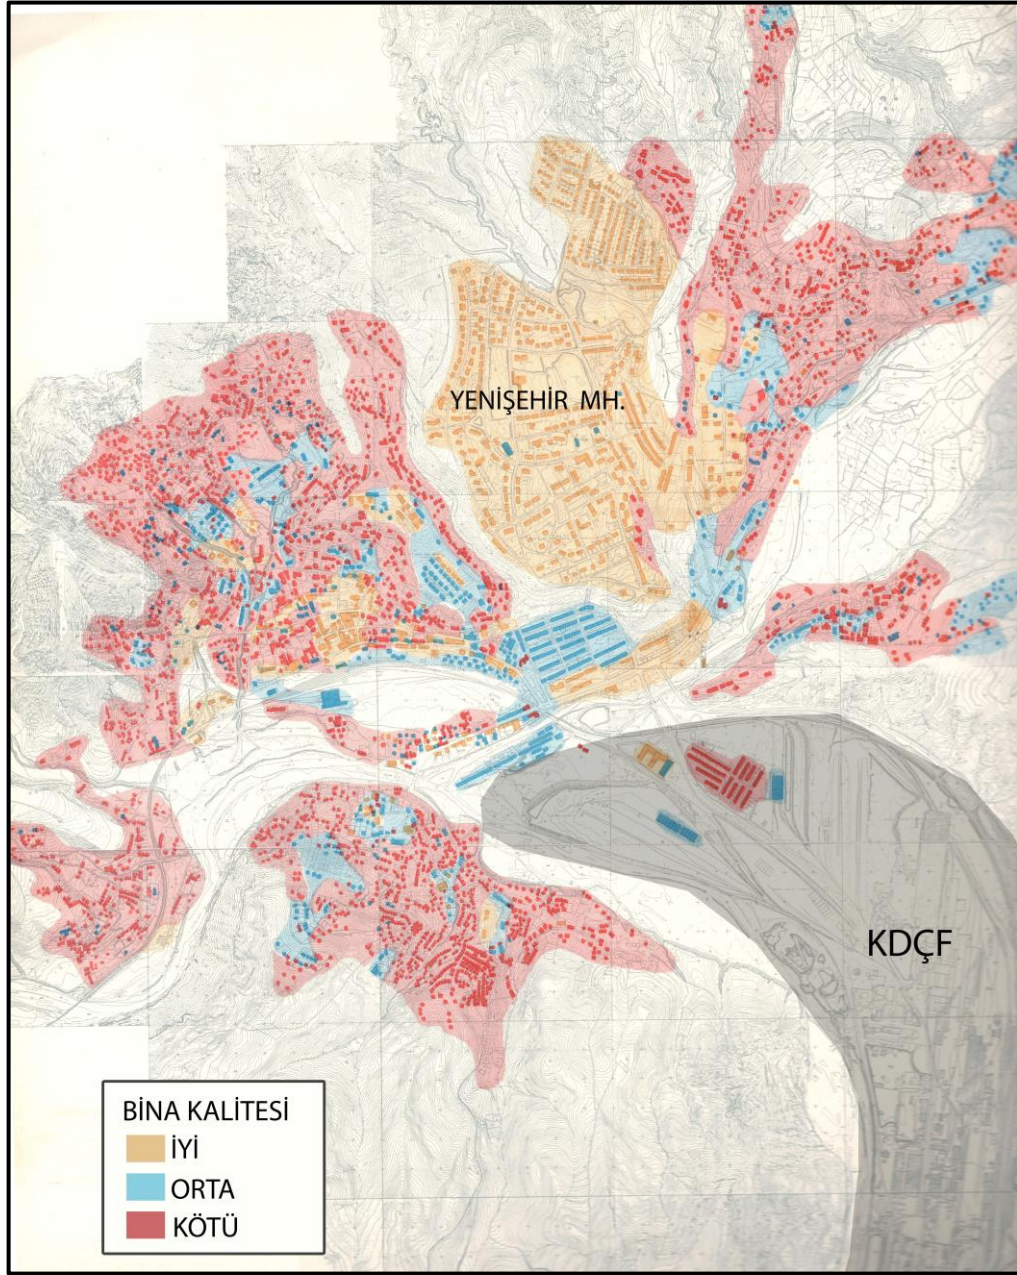 YENİŞEHİR MH.
KDÇF
BİNA KALİTESİ
İYİ
ORTA
KÖTÜ